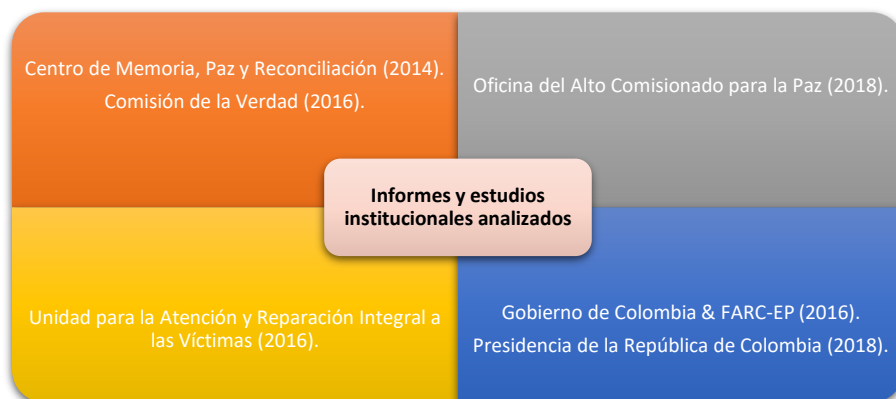 Centro de Memoria, Paz y Reconciliación (2014).
Comisión de la Verdad (2016).
Oficina del Alto Comisionado para la Paz (2018).
Informes y estudios
institucionales analizados
Unidad para la Atención y Reparación Integral a
las Víctimas (2016).
Gobierno de Colombia & FARC-EP (2016).
Presidencia de la República de Colombia (2018).